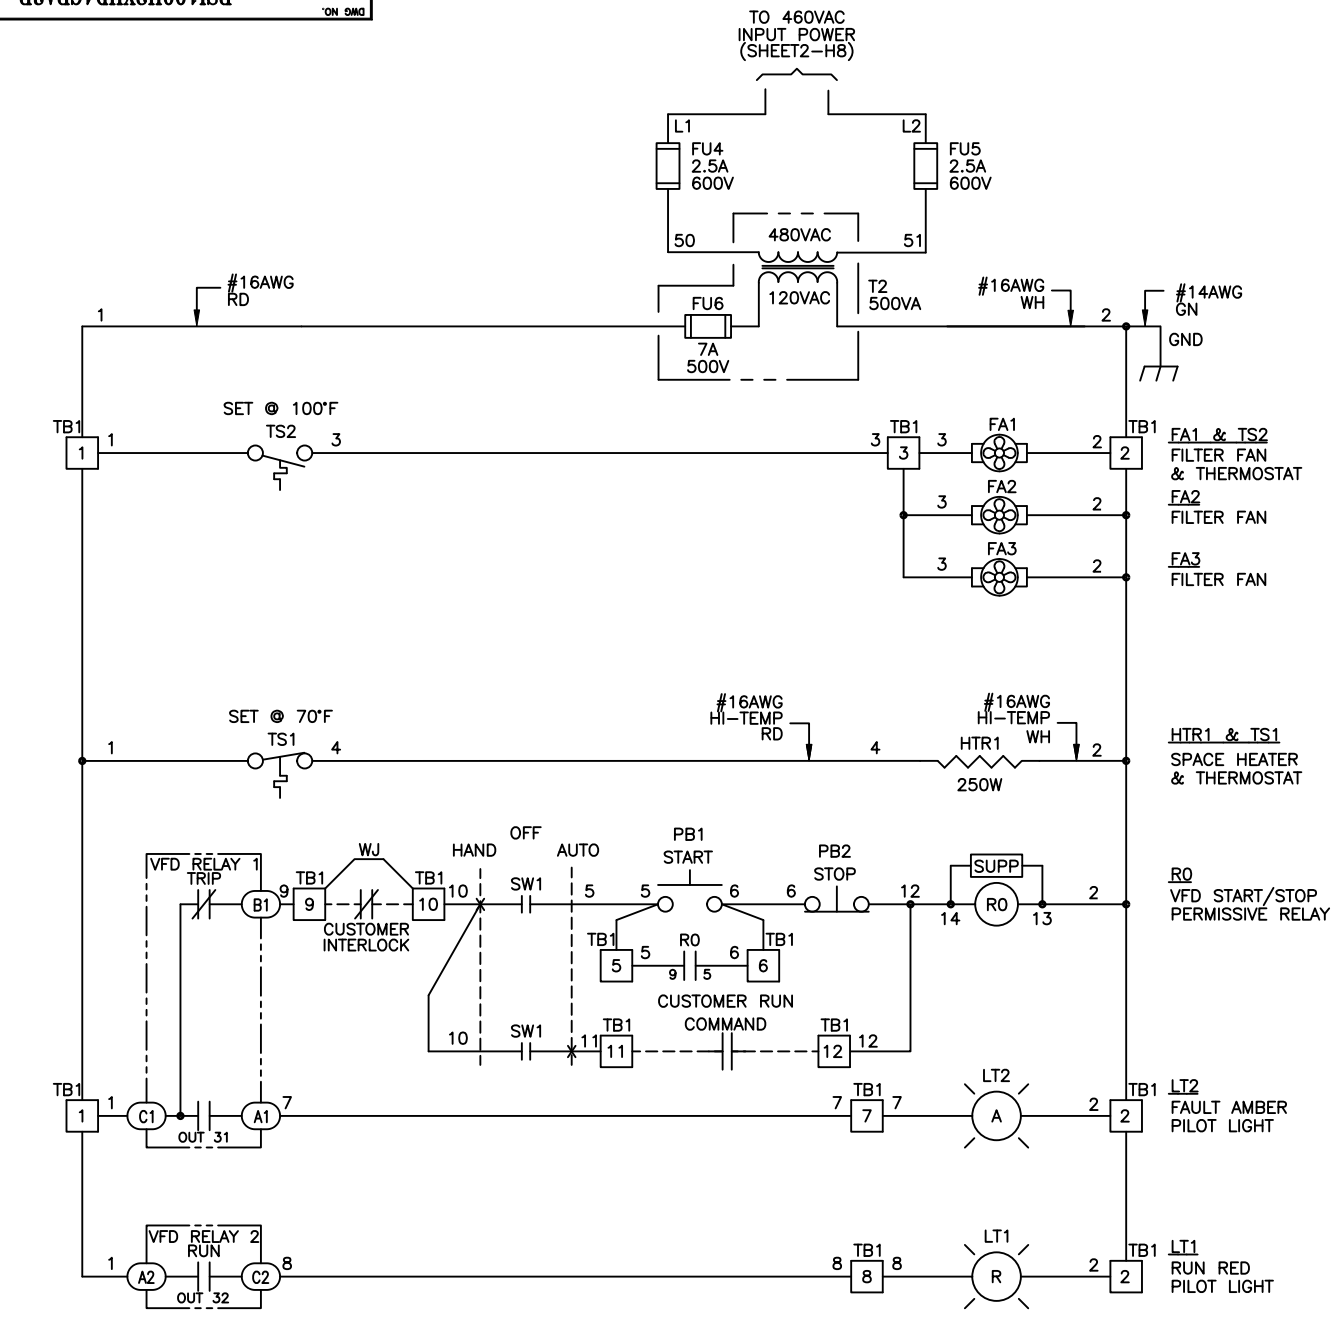 DWG NO.
TO 460VAC
INPUT POWER
(SHEET2-H8)
L1
L2
FU4
2.5A
600V
FU5
2.5A
600V
50
480VAC
51
120VAC
T2
500VA
#16AWG
RD
FU6
7A
500V
#16AWG
WH
#14AWG
GN
1
2
GND
SET @ 100°F
TB1
1
1
TS2
3
3
TB1
3
3
FA1
2
TB1
2
FA1 & TS2
FILTER FAN
& THERMOSTAT
3
FA2
2
FA2
FILTER FAN
3
FA3
2
FA3
FILTER FAN
SET @ 70°F
1
TS1
4
#16AWG
HI-TEMP
RD
4
HTR1
250W
#16AWG
HI-TEMP
WH
2
HTR1 & TS1
SPACE HEATER
& THERMOSTAT
VFD RELAY 1
TRIP
B1
9
TB1
9
WJ
CUSTOMER
INTERLOCK
TB1
10
10
HAND
OFF
AUTO
SW1
5
5
PB1
START
6
6
PB2
STOP
12
14
SUPP
R0
13
2
R0
VFD START/STOP
PERMISSIVE RELAY
TB1
5
5
R0
9
5
6
TB1
6
CUSTOMER RUN
COMMAND
10
SW1
11
TB1
11
TB1
12
12
TB1
1
1
C1
OUT 31
A1
7
7
TB1
7
7
LT2
A
2
TB1
2
LT2
FAULT AMBER
PILOT LIGHT
VFD RELAY 2
RUN
1
A2
OUT 32
C2
8
8
TB1
8
8
LT1
R
2
TB1
2
LT1
RUN RED
PILOT LIGHT